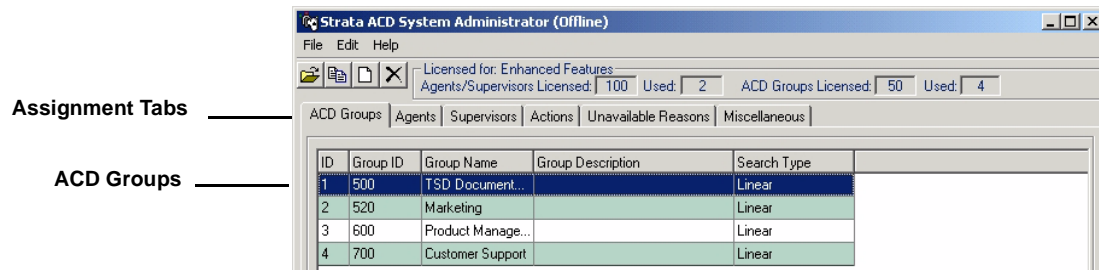 Strata ACD System Administrator (Offline)
File Edit Help
Licensed for: Enhanced Features
Agents/Supervisors Licensed: 100 Used: 2 ACD Groups Licensed: 50 Used: 4
Assignment Tabs
ACD Groups Agents Supervisors Actions Unavailable Reasons Miscellaneous
ID Group ID Group Name Group Description Search Type
ACD Groups
1 500 TSD Document... Linear
2 520 Marketing Linear
3 600 Product Manage... Linear
4 700 Customer Support Linear